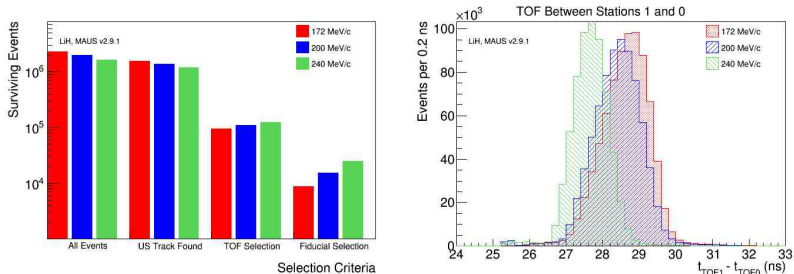 Surviving Events
10^6
10^5
10^4
LiH, MAUS v2.9.1
172 MeV/c
200 MeV/c
240 MeV/c
All Events
US Track Found
TOF Selection
Fiducial Selection
Selection Criteria
TOF Between Stations 1 and 0
×10^3
Events per 0.2 ns
100
80
60
40
20
0
LiH, MAUS v2.9.1
172 MeV/c
200 MeV/c
240 MeV/c
24 25 26 27 28 29 30 31 32 33
t_TOF1 - t_TOF0 (ns)